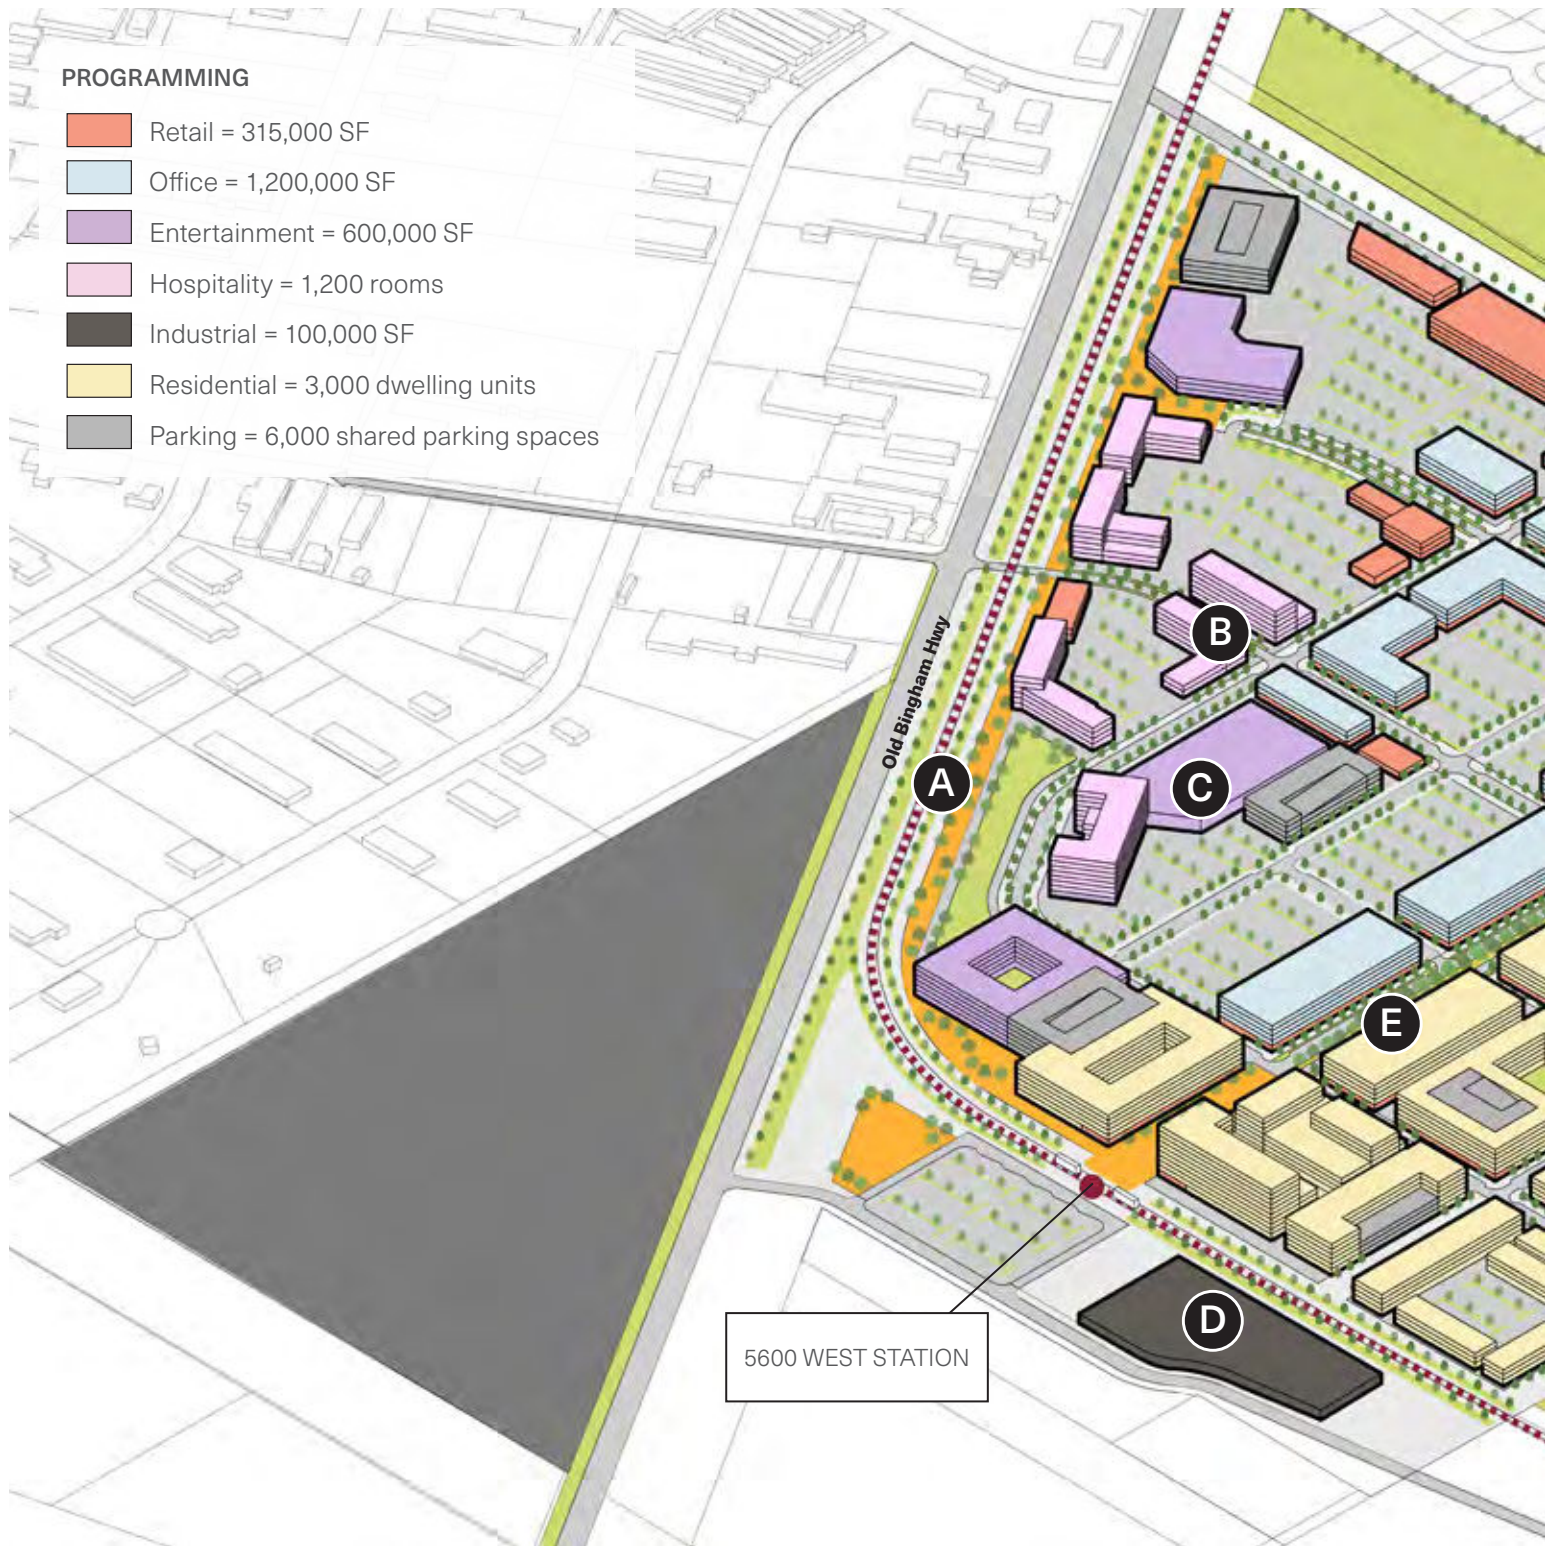 PROGRAMMING
Retail = 315,000 SF
Office = 1,200,000 SF
Entertainment = 600,000 SF
Hospitality = 1,200 rooms
Industrial = 100,000 SF
Residential = 3,000 dwelling units
Parking = 6,000 shared parking spaces
B
Old Bingham Hwy
A
C
E
D
5600 WEST STATION